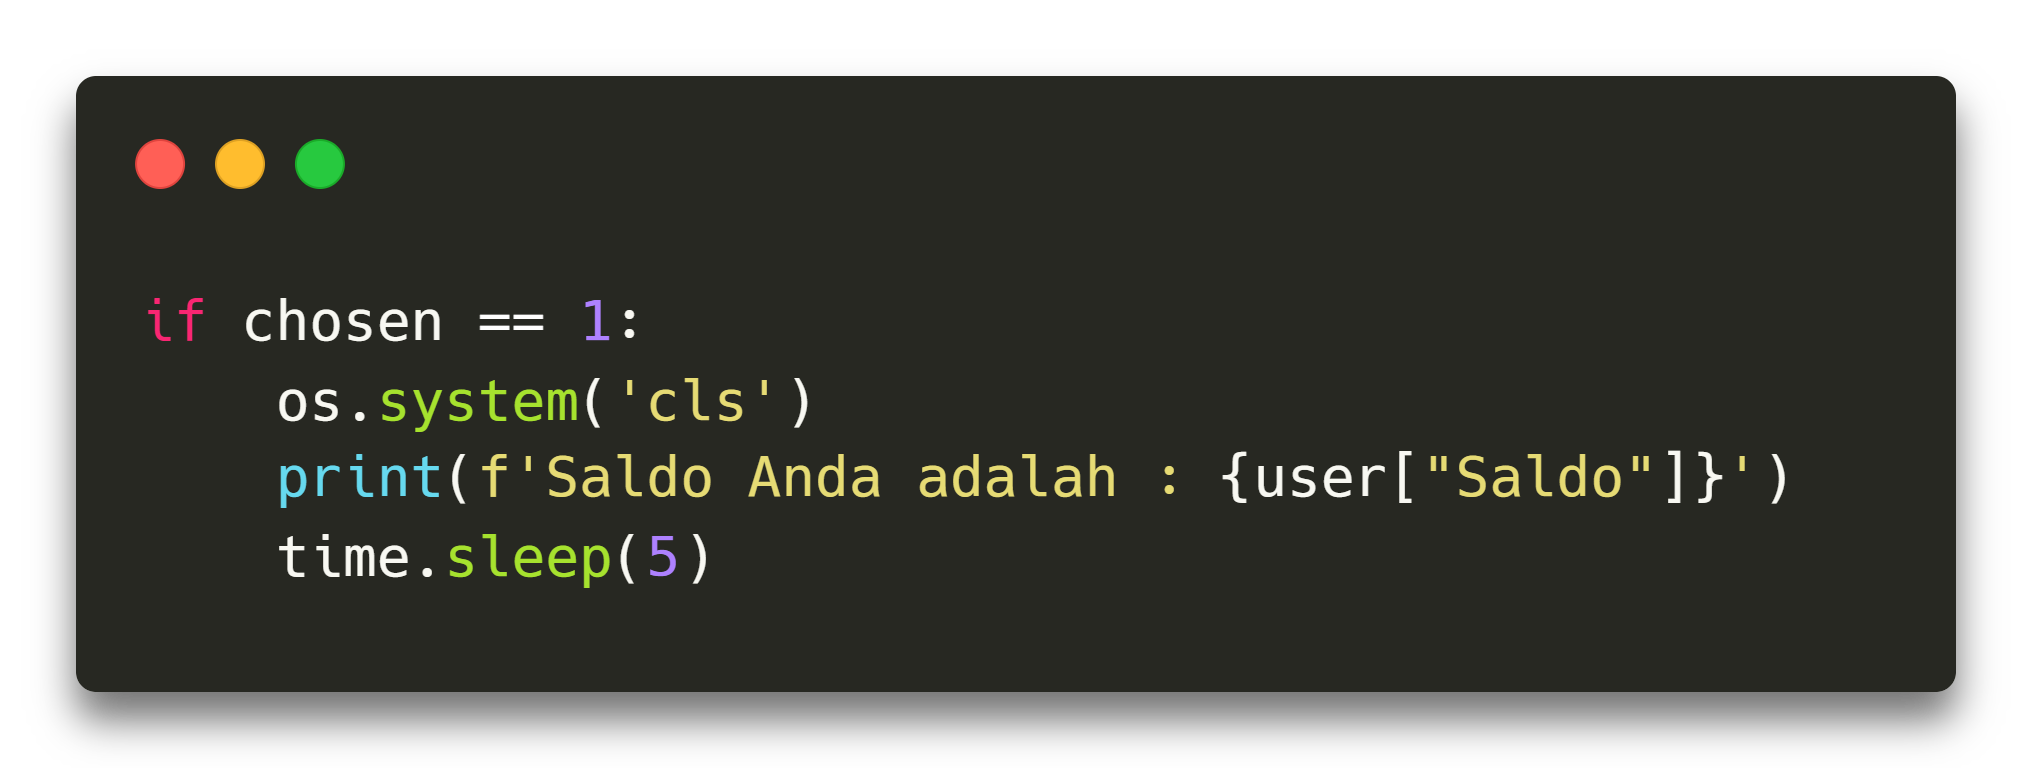 if chosen == 1:
    os.system('cls')
    print(f'Saldo Anda adalah : {user["Saldo"]}')
    time.sleep(5)